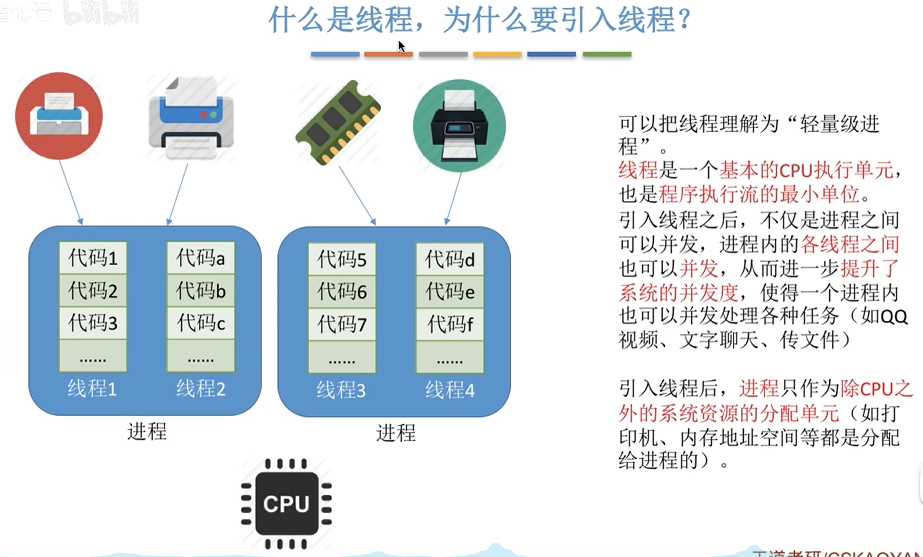 什么是线程，为什么要引入线程？
可以把线程理解为“轻量级进
程”。
线程是一个基本的CPU执行单元，
也是程序执行流的最小单位。
引入线程之后，不仅是进程之间
可以并发，进程内的各线程之间
也可以并发，从而进一步提升了
系统的并发度，使得一个进程内
也可以并发处理各种任务（如QQ
视频、文字聊天、传文件）
引入线程后，进程只作为除CPU之
外的系统资源的分配单元（如打
印机、内存地址空间等都是分配
给进程的）。
代码1
代码2
代码3
......
线程1
代码a
代码b
代码c
......
线程2
进程
代码5
代码6
代码7
......
线程3
代码d
代码e
代码f
......
线程4
进程
CPU
bilibili